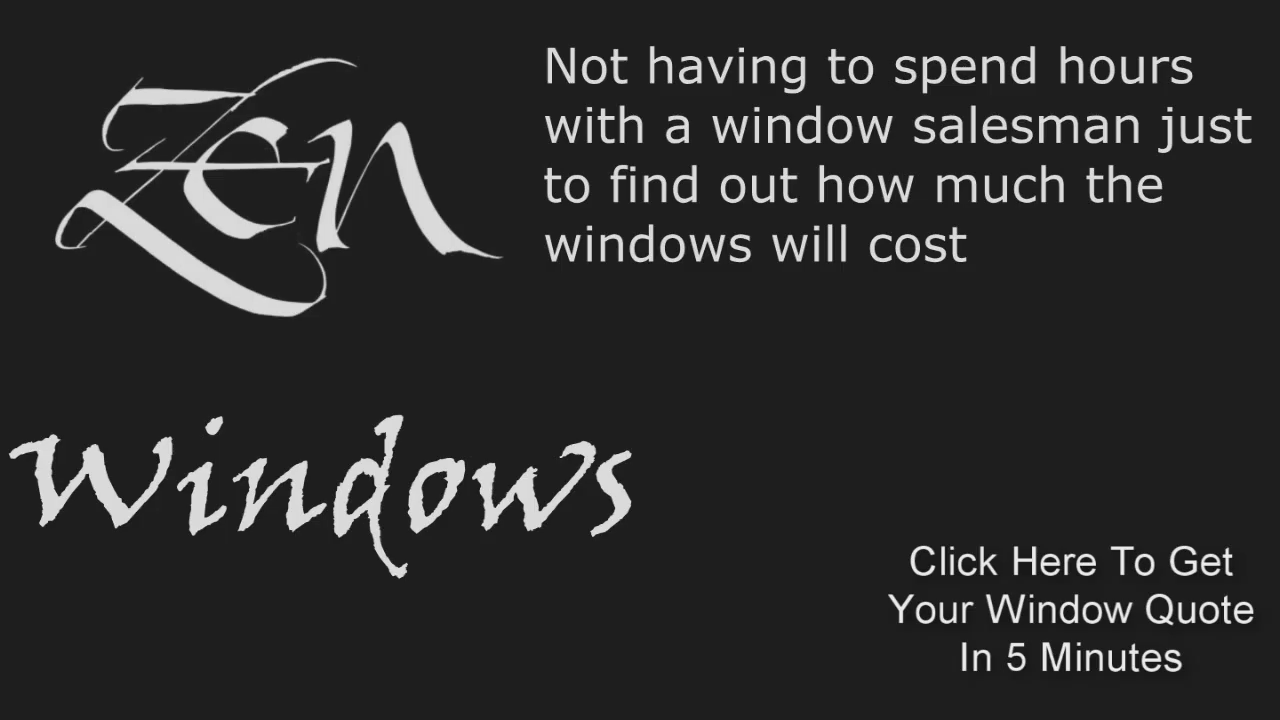 Zen
Not having to spend hours
with a window salesman just
to find out how much the
windows will cost
Windows
Click Here To Get
Your Window Quote
In 5 Minutes